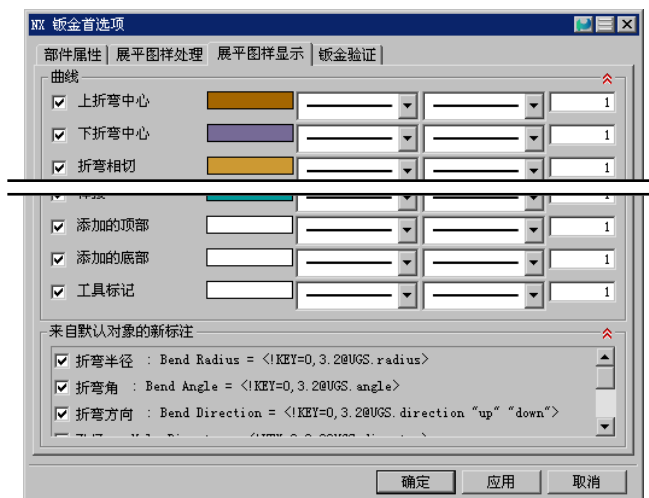 NX 钣金首选项
部件属性 展平图样处理 展平图样显示 钣金验证
曲线
上折弯中心 1
下折弯中心 1
折弯相切 1
1
添加的顶部 1
添加的底部 1
工具标记 1
来自默认对象的新标注
折弯半径 : Bend Radius = <!KEY=0,3.2@UGS.radius>
折弯角 : Bend Angle = <!KEY=0,3.2@UGS.angle>
折弯方向 : Bend Direction = <!KEY=0,3.2@UGS.direction "up" "down">
确定 应用 取消